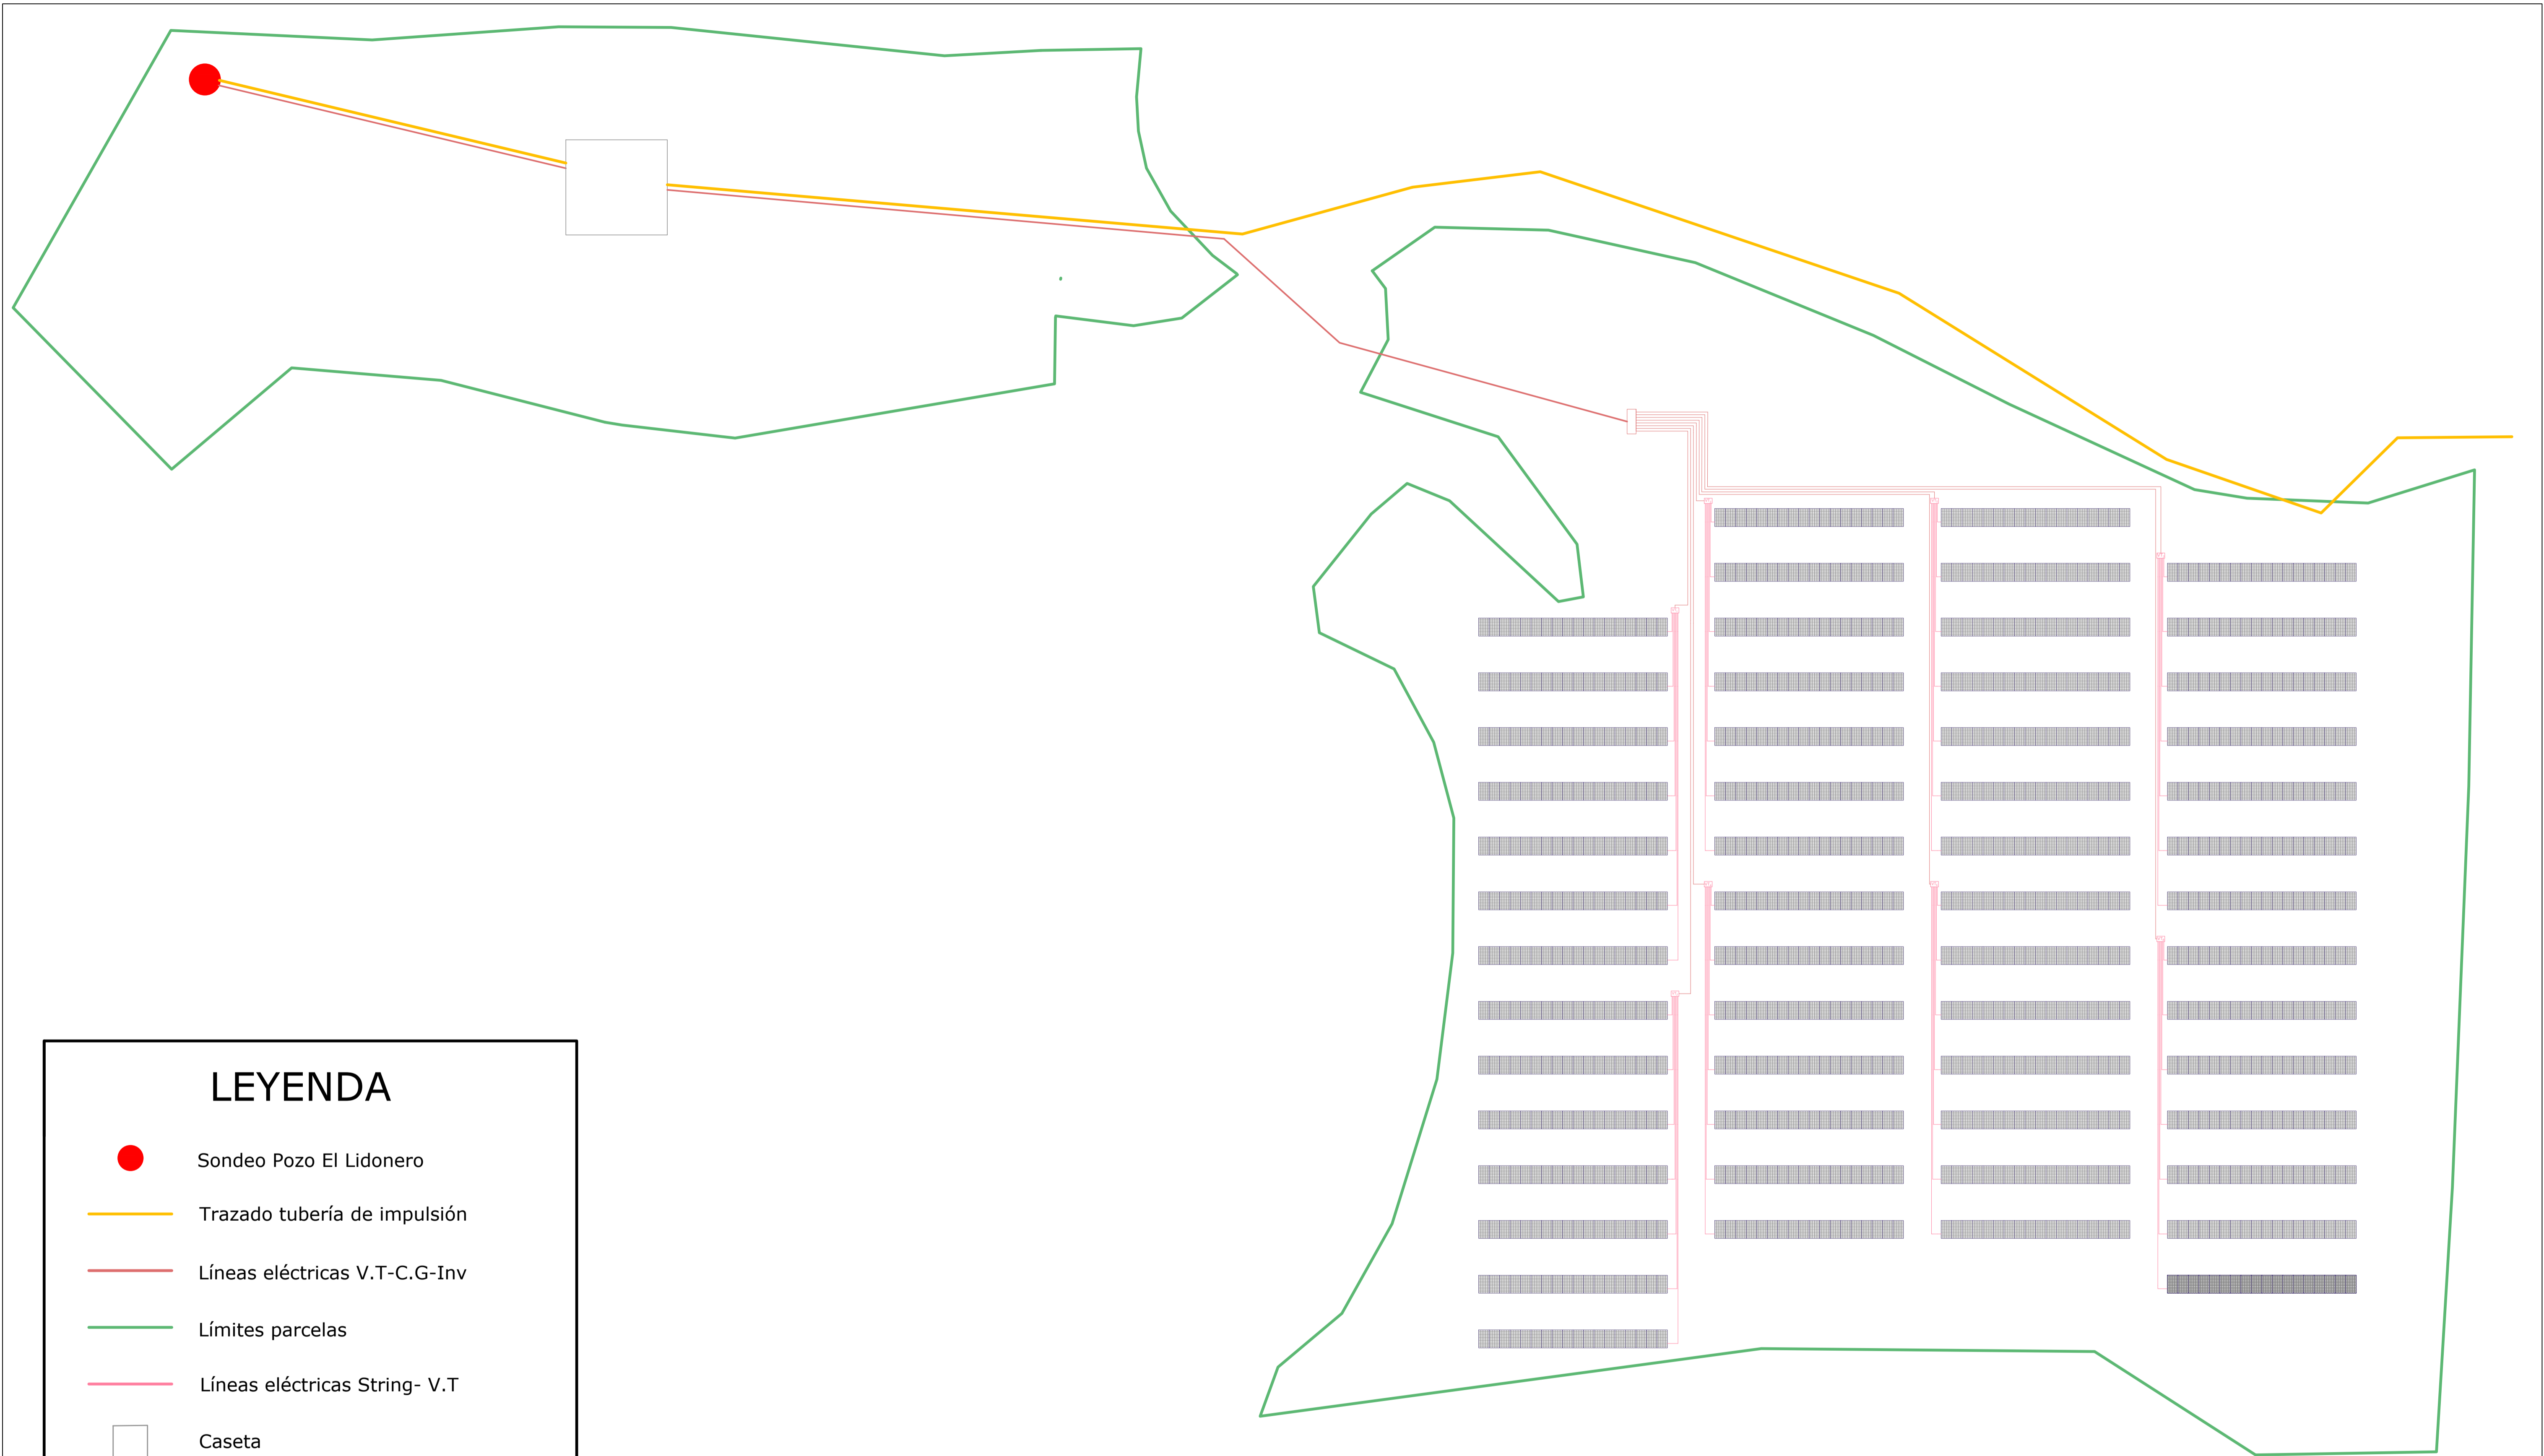 LEYENDA
Sondeo Pozo El Lidonero
Trazado tubería de impulsión
Líneas eléctricas V.T-C.G-Inv
Límites parcelas
Líneas eléctricas String- V.T
Caseta